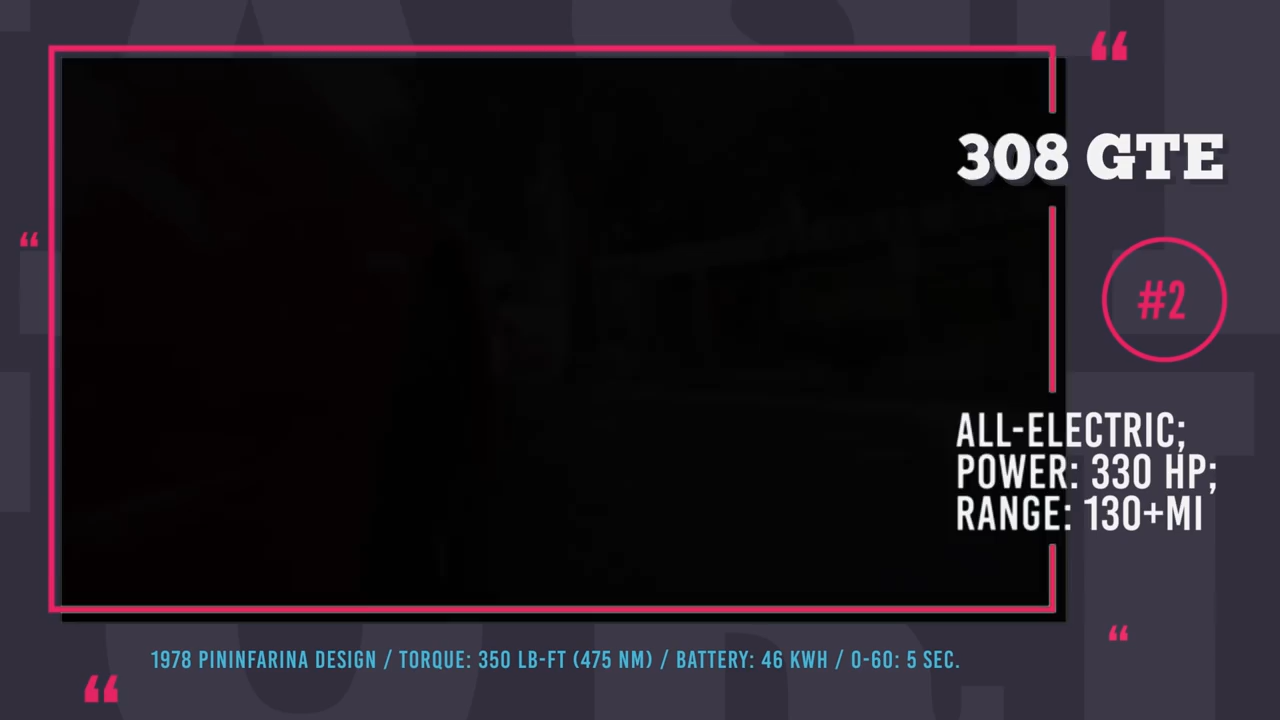 308 GTE
#2
ALL-ELECTRIC;
POWER: 330 HP;
RANGE: 130+MI
1978 PININFARINA DESIGN / TORQUE: 350 LB-FT (475 NM) / BATTERY: 46 KWH / 0-60: 5 SEC.